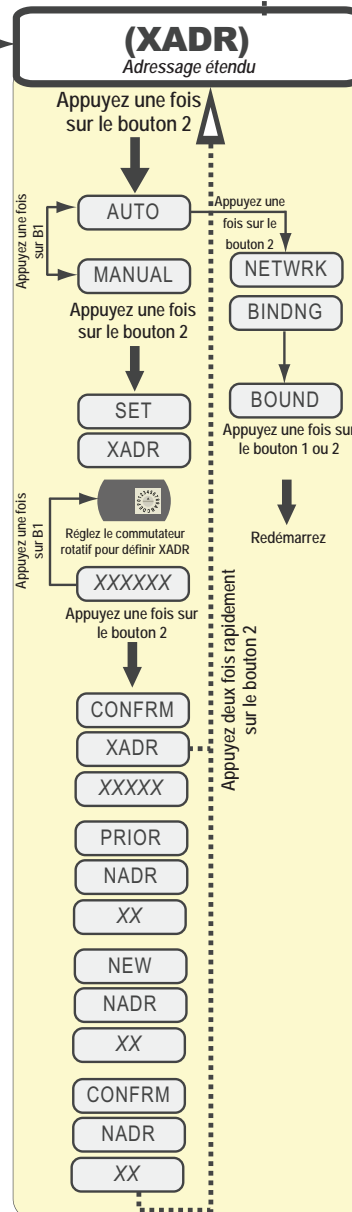 (XADR)
Adressage étendu
Appuyez une fois
sur le bouton 2
Appuyez une fois
sur B1
AUTO
MANUAL
Appuyez une
fois sur le
bouton 2
NETWRK
BINDNG
BOUND
Appuyez une fois sur
le bouton 1 ou 2
Redémarrez
Appuyez une fois
sur le bouton 2
SET
XADR
Appuyez une fois
sur B1
Réglez le commutateur
rotatif pour définir XADR
XXXXXX
Appuyez une fois sur
le bouton 2
CONFRM
XADR
XXXXX
PRIOR
NADR
XX
NEW
NADR
XX
CONFRM
NADR
XX
Appuyez deux fois rapidement
sur le bouton 2